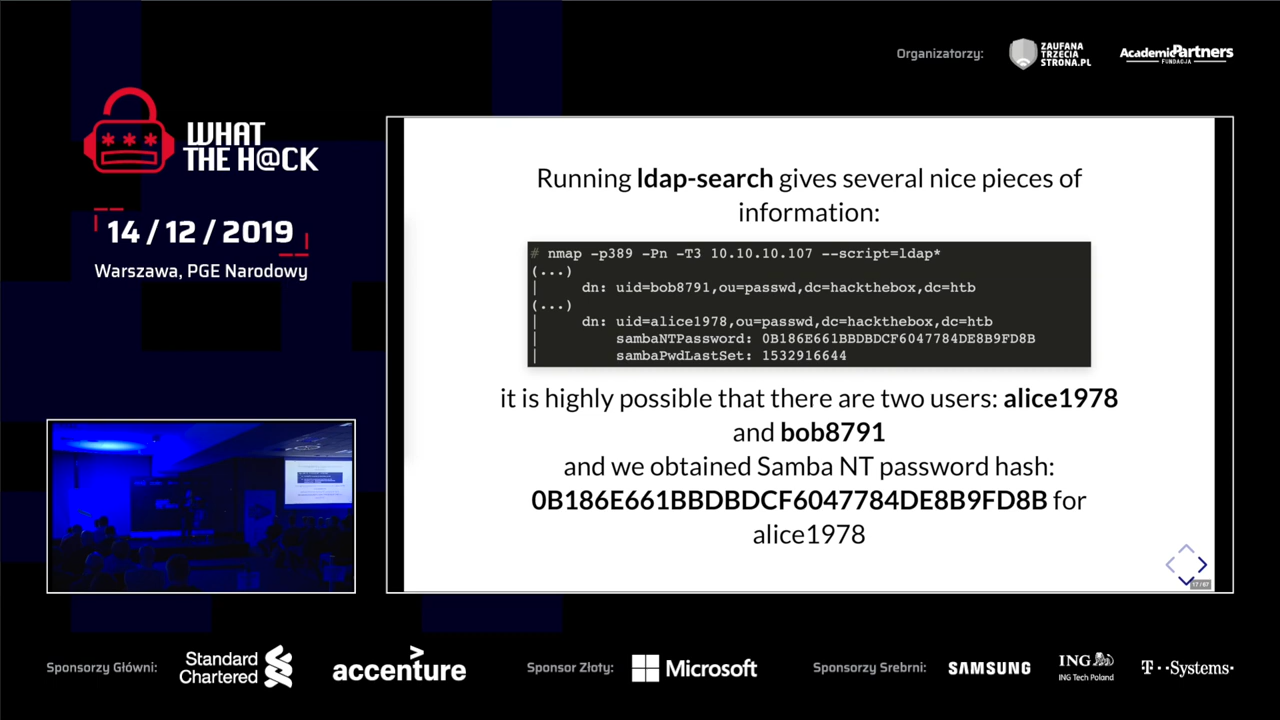 Organizatorzy:
ZAUFANA
TRZECIA
STRONA.PL
AcademicPartners
FUNDACJA
WHAT
THE H@CK
14 / 12 / 2019
Warszawa, PGE Narodowy
Running ldap-search gives several nice pieces of
information:
# nmap -p389 -Pn -T3 10.10.10.107 --script=ldap*
(...)
|     dn: uid=bob8791,ou=passwd,dc=hackthebox,dc=htb
(...)
|     dn: uid=alice1978,ou=passwd,dc=hackthebox,dc=htb
|         sambaNTPassword: 0B186E661BBDBDCF6047784DE8B9FD8B
|         sambaPwdLastSet: 1532916644
it is highly possible that there are two users: alice1978
and bob8791
and we obtained Samba NT password hash:
0B186E661BBDBDCF6047784DE8B9FD8B for
alice1978
17 / 67
Sponsorzy Główni:
Standard
Chartered
accenture
Sponsor Złoty:
Microsoft
Sponsorzy Srebrni:
SAMSUNG
ING
ING Tech Poland
T··Systems·